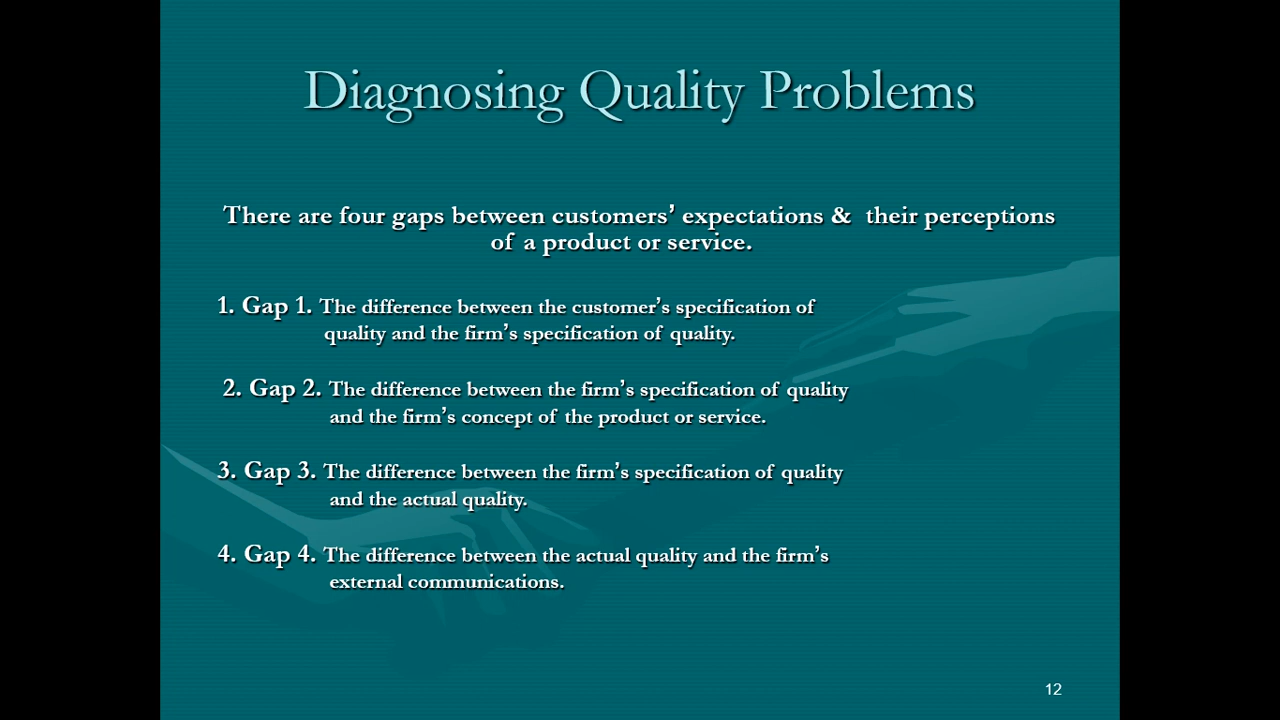 Diagnosing Quality Problems
There are four gaps between customers’ expectations & their perceptions
of a product or service.
1. Gap 1. The difference between the customer’s specification of
quality and the firm’s specification of quality.
2. Gap 2. The difference between the firm’s specification of quality
and the firm’s concept of the product or service.
3. Gap 3. The difference between the firm’s specification of quality
and the actual quality.
4. Gap 4. The difference between the actual quality and the firm’s
external communications.
12